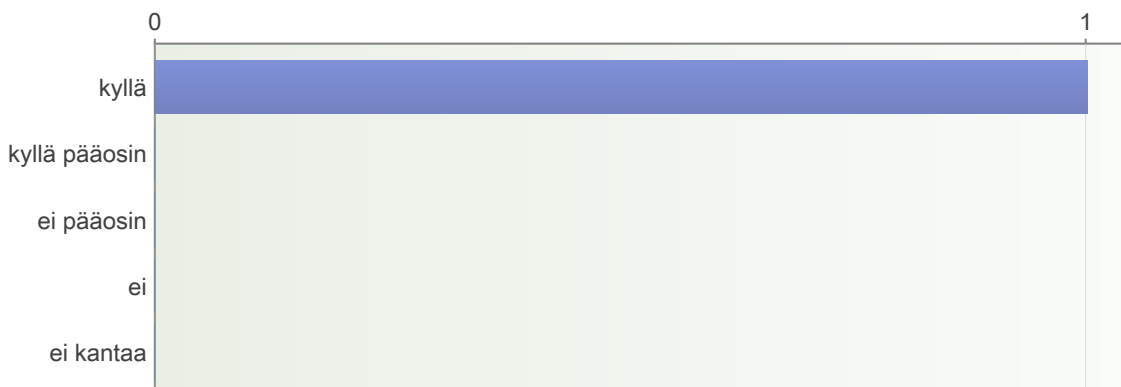 0 1
kyllä
kyllä pääosin
ei pääosin
ei
ei kantaa